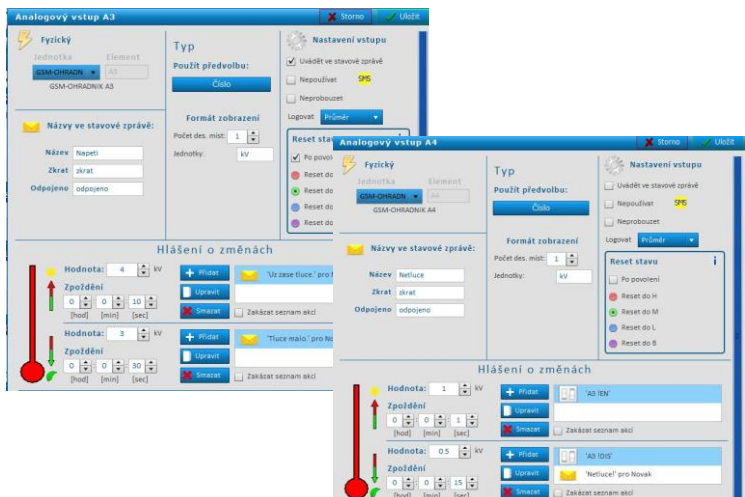 Analogový vstup A3
Storno
Uložit
Fyzický
Jednotka Element
GSM-OHRADN A3
GSM-OHRADNIK A3
Názvy ve stavové zprávě:
Název Napeti
Zkrat zkrat
Odpojeno odpojeno
Typ
Použít předvolbu:
Číslo
Formát zobrazení
Počet des. míst: 1
Jednotky: kV
Nastavení vstupu
Uvádět ve stavové zprávě
Nepoužívat SMS
Neprobouzet
Logovat Průměr
Reset stavu
Po povolení
Reset do
Reset do
Reset do
Reset do
Hlášení o změnách
Hodnota: 4 kV
Zpoždění
0 0 10
[hod] [min] [sec]
Přidat
Upravit
Smazat
'Uz zase tluce.' pro
Zakázat seznam akcí
Hodnota: 3 kV
Zpoždění
0 0 30
[hod] [min] [sec]
Přidat
Upravit
Smazat
'Tluce malo.' pro No
Zakázat seznam akcí
Analogový vstup A4
Storno
Uložit
Fyzický
Jednotka Element
GSM-OHRADN A4
GSM-OHRADNIK A4
Názvy ve stavové zprávě:
Název Netluce
Zkrat zkrat
Odpojeno odpojeno
Typ
Použít předvolbu:
Číslo
Formát zobrazení
Počet des. míst: 1
Jednotky: kV
Nastavení vstupu
Uvádět ve stavové zprávě
Nepoužívat SMS
Neprobouzet
Logovat Průměr
Reset stavu i
Po povolení
Reset do H
Reset do M
Reset do L
Reset do B
Hlášení o změnách
Hodnota: 1 kV
Zpoždění
0 0 1
[hod] [min] [sec]
Přidat
Upravit
Smazat
'A3 !EN'
Zakázat seznam akcí
Hodnota: 0.5 kV
Zpoždění
0 0 15
[hod] [min] [sec]
Přidat
Upravit
Smazat
'A3 !DIS'
'Netluce!' pro Novak
Zakázat seznam akcí